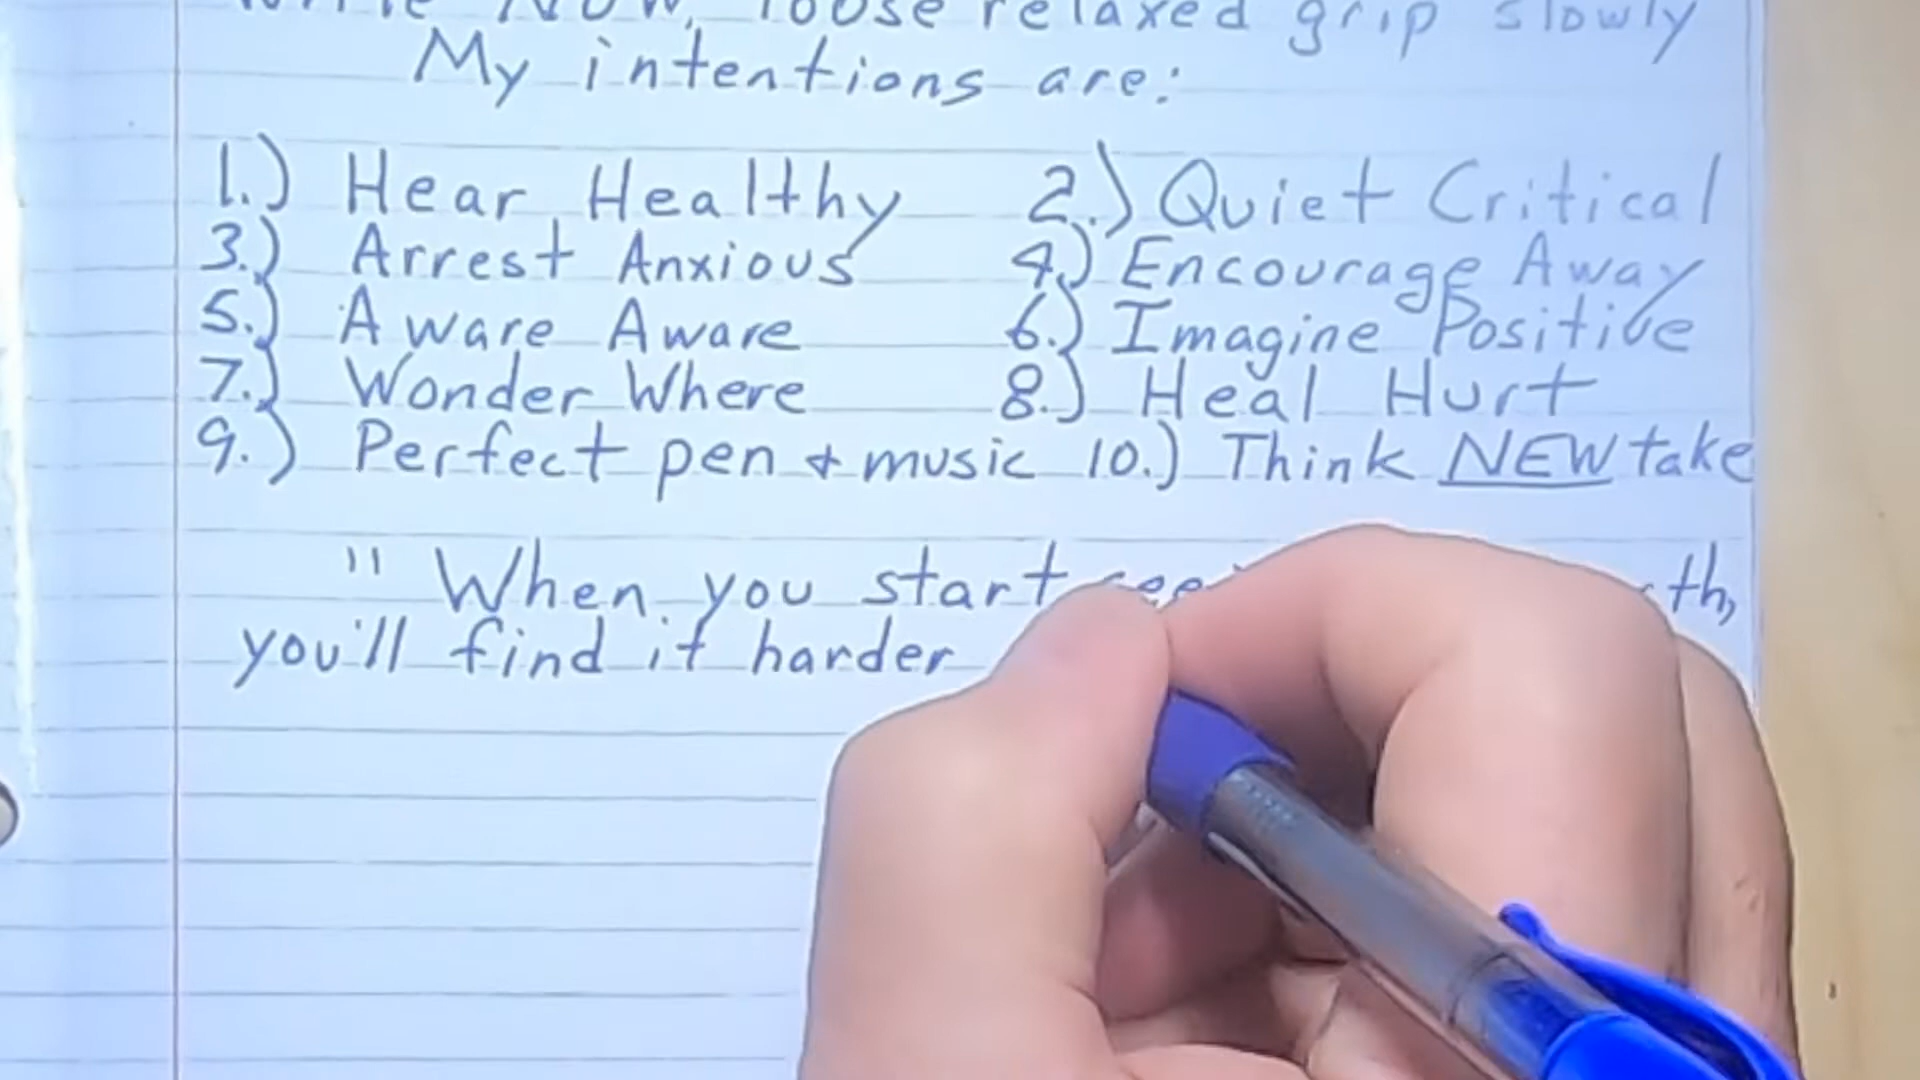 Write Now, loose relaxed grip slowly
My intentions are:
1.) Hear Healthy 2.) Quiet Critical
3.) Arrest Anxious 4.) Encourage Away
5.) Aware Aware 6.) Imagine Positive
7.) Wonder Where 8.) Heal Hurt
9.) Perfect pen + music 10.) Think NEW take
" When you start
you'll find it harder